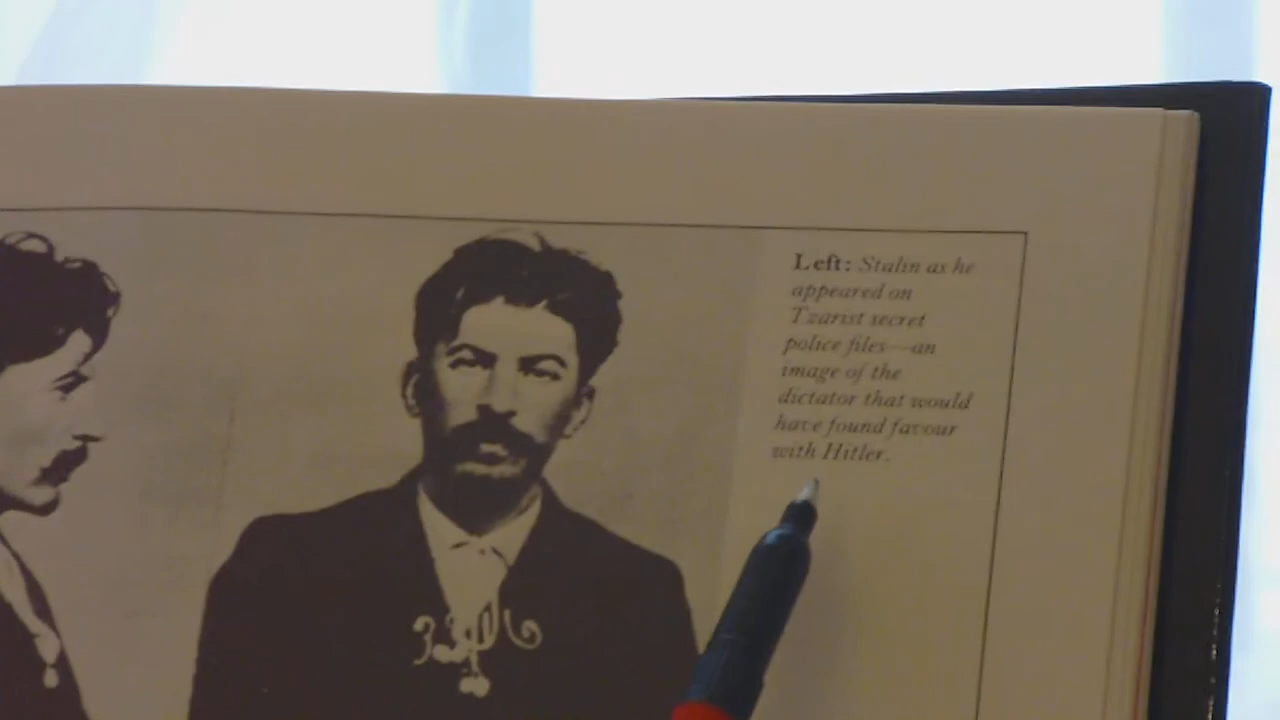 Left: Stalin as he
appeared on
Tzarist secret
police files—an
image of the
dictator that would
have found favour
with Hitler.